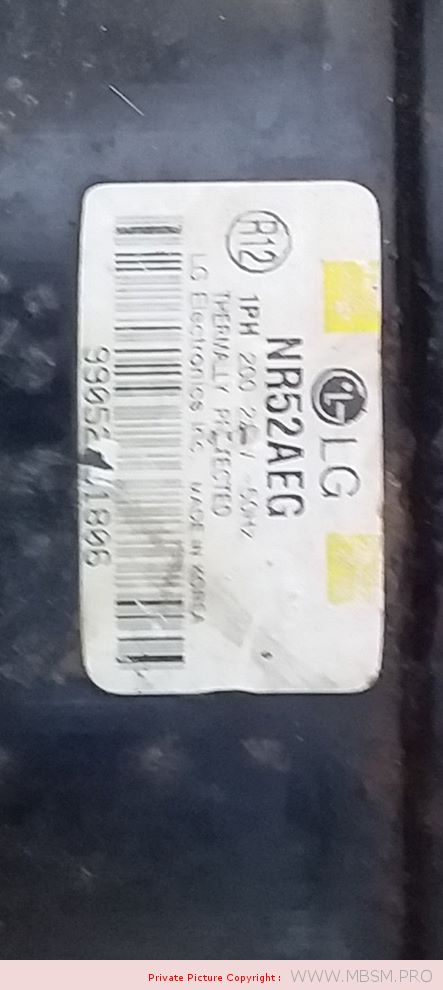 LG
NR52AEG
R12
1PH 200
THERMALLY PROTECTED
LG Electronics Inc. MADE IN KOREA
Private Picture Copyright : WWW.MBSM.PRO